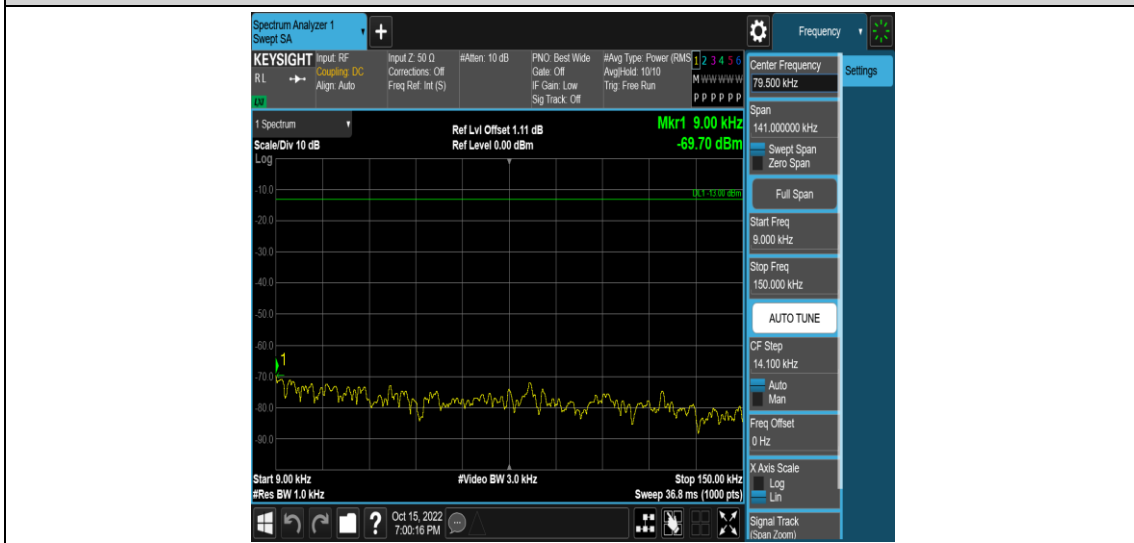 Spectrum Analyzer 1
Swept SA
+
Frequency
KEYSIGHT
RL
Input: RF
Coupling: DC
Align: Auto
Input Z: 50 Ω
Corrections: Off
Freq Ref: Int (S)
#Atten: 10 dB
PNO: Best Wide
Gate: Off
IF Gain: Low
Sig Track: Off
#Avg Type: Power (RMS
Avg|Hold: 10/10
Trig: Free Run
1 2 3 4 5 6
M W W W W W
P P P P P P
LXI
1 Spectrum
Scale/Div 10 dB
Log
Ref Lvl Offset 1.11 dB
Ref Level 0.00 dBm
Mkr1 9.00 kHz
-69.70 dBm
DL1 -13.00 dBm
-10.0
-20.0
-30.0
-40.0
-50.0
-60.0
1
-70.0
-80.0
-90.0
Start 9.00 kHz
#Res BW 1.0 kHz
#Video BW 3.0 kHz
Stop 150.00 kHz
Sweep 36.8 ms (1000 pts)
?
Oct 15, 2022
7:00:16 PM
Center Frequency
79.500 kHz
Settings
Span
141.000000 kHz
Swept Span
Zero Span
Full Span
Start Freq
9.000 kHz
Stop Freq
150.000 kHz
AUTO TUNE
CF Step
14.100 kHz
Auto
Man
Freq Offset
0 Hz
X Axis Scale
Log
Lin
Signal Track
(Span Zoom)